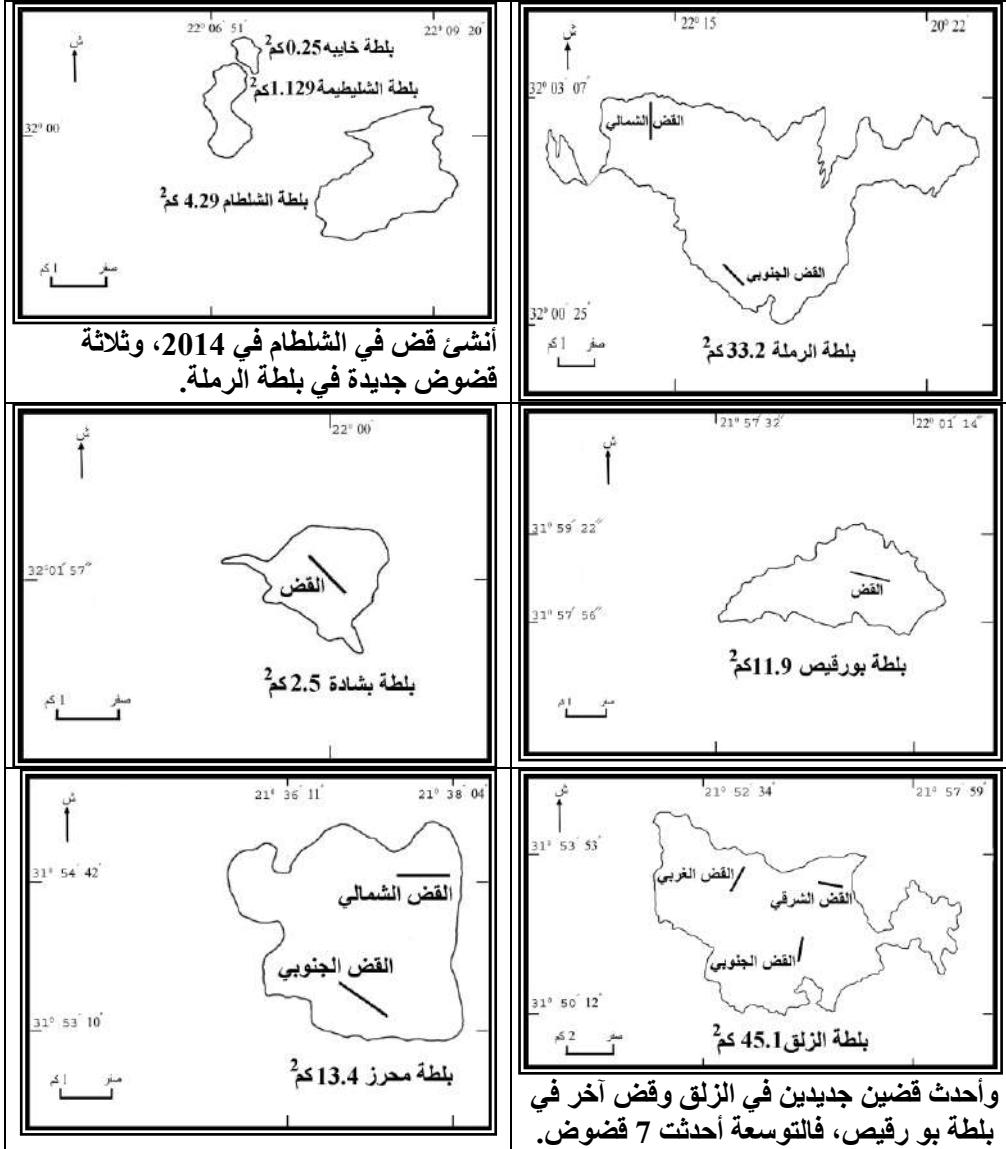 22° 15′
20° 22′
ش
32° 03′ 07″
القض الشمالي
القض الجنوبي
32° 00′ 25″
صفر 1 كم
بلطة الرملة 33.2 كم2
22° 06′ 51″
22° 09′ 20″
ش
بلطة خايبه 0.25 كم2
بلطة الشليطيمة 1.129 كم2
32° 00
بلطة الشلطام 4.29 كم2
صفر 1 كم
أنشئ قض في الشلطام في 2014، وثلاثة
قضوض جديدة في بلطة الرملة.
21° 57′ 32″
22° 01′ 14″
ش
31° 59′ 22″
القض
31° 57′ 56″
بلطة بورقيص 11.9 كم2
صفر 1 كم
22° 00′
ش
32° 01′ 57″
القض
بلطة بشادة 2.5 كم2
صفر 1 كم
21° 52′ 34″
21° 57′ 59″
ش
31° 53′ 53″
القض الغربي
القض الشرقي
القض الجنوبي
31° 50′ 12″
صفر 2 كم
بلطة الزلق 45.1 كم2
وأحدث قضين جديدين في الزلق وقض آخر في
بلطة بو رقيص، فالتوسعة أحدثت 7 قضوض.
21° 36′ 11″
21° 38′ 04″
ش
31° 54′ 42″
القض الشمالي
القض الجنوبي
31° 53′ 10″
بلطة محرز 13.4 كم2
صفر 1 كم